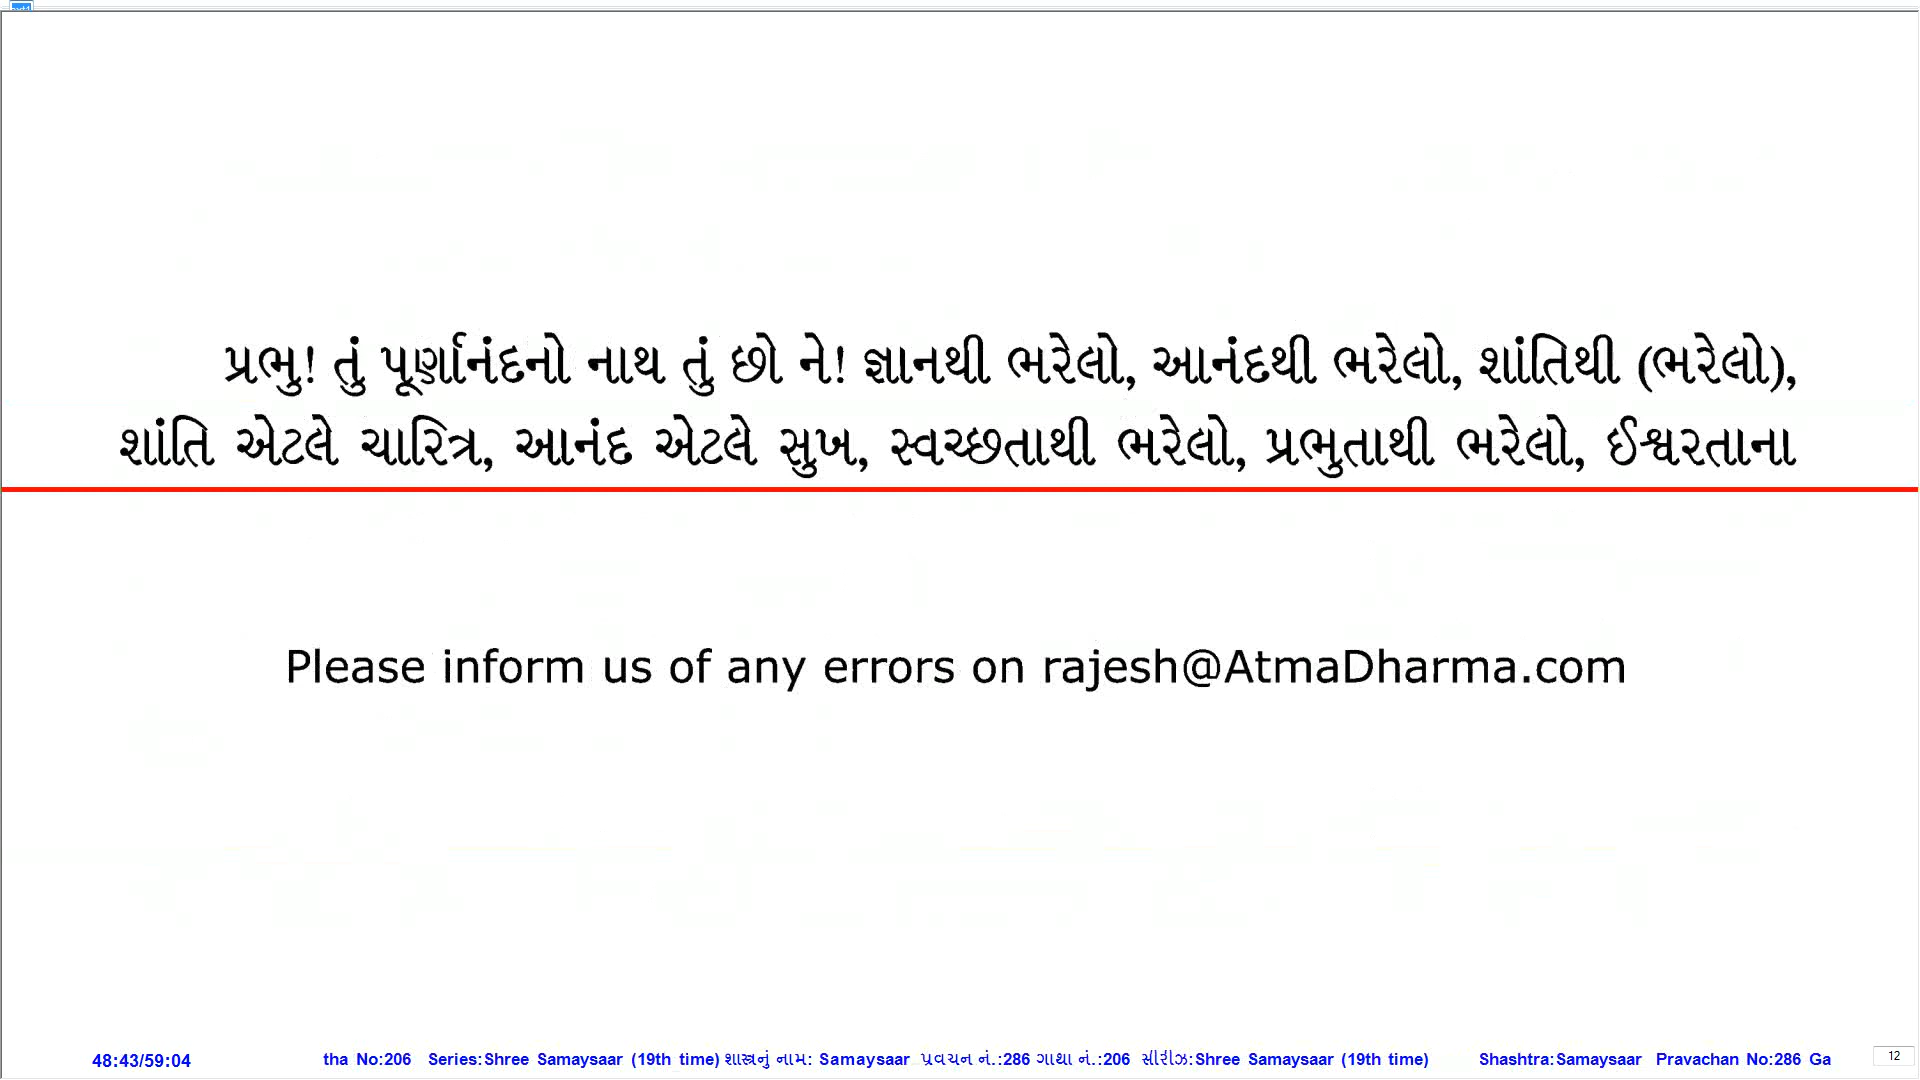 પ્રભુ! તું પૂર્ણાનંદનો નાથ તું છો ને! જ્ઞાનથી ભરેલો, આનંદથી ભરેલો, શાંતિથી (ભરેલો),
શાંતિ એટલે ચારિત્ર, આનંદ એટલે સુખ, સ્વચ્છતાથી ભરેલો, પ્રભુતાથી ભરેલો, ઈશ્વરતાના
Please inform us of any errors on rajesh@AtmaDharma.com
48:43/59:04 tha No:206 Series:Shree Samaysaar (19th time) શાસ્ત્રનું નામ: Samaysaar પ્રવચન નં.:286 ગાથા નં.:206 સીરીઝ:Shree Samaysaar (19th time) Shashtra:Samaysaar Pravachan No:286 Ga 12